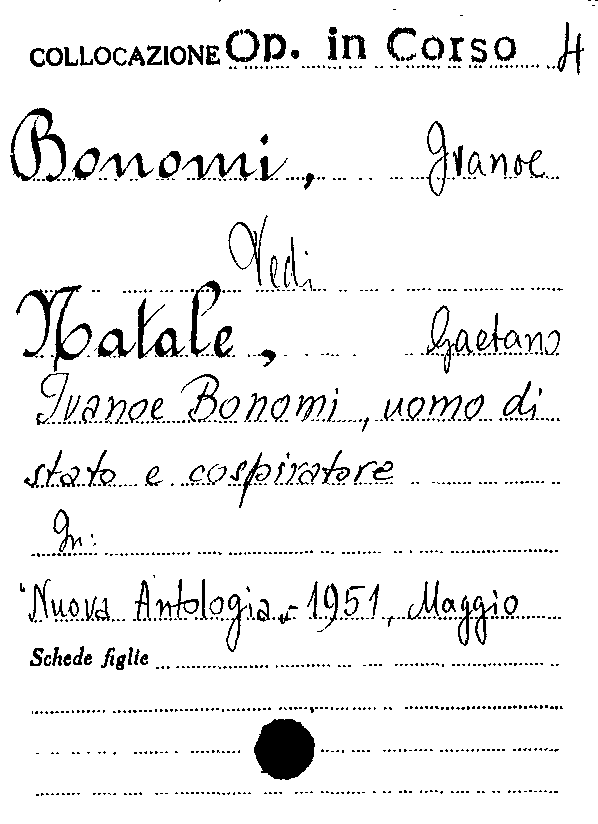 COLLOCAZIONE Op. in Corso 4
Bonomi, Ivanoe
Vedi
Natale, Gaetano
Ivanoe Bonomi, uomo di
stato e cospiratore
In:
"Nuova Antologia" 1951, Maggio
Schede figlie